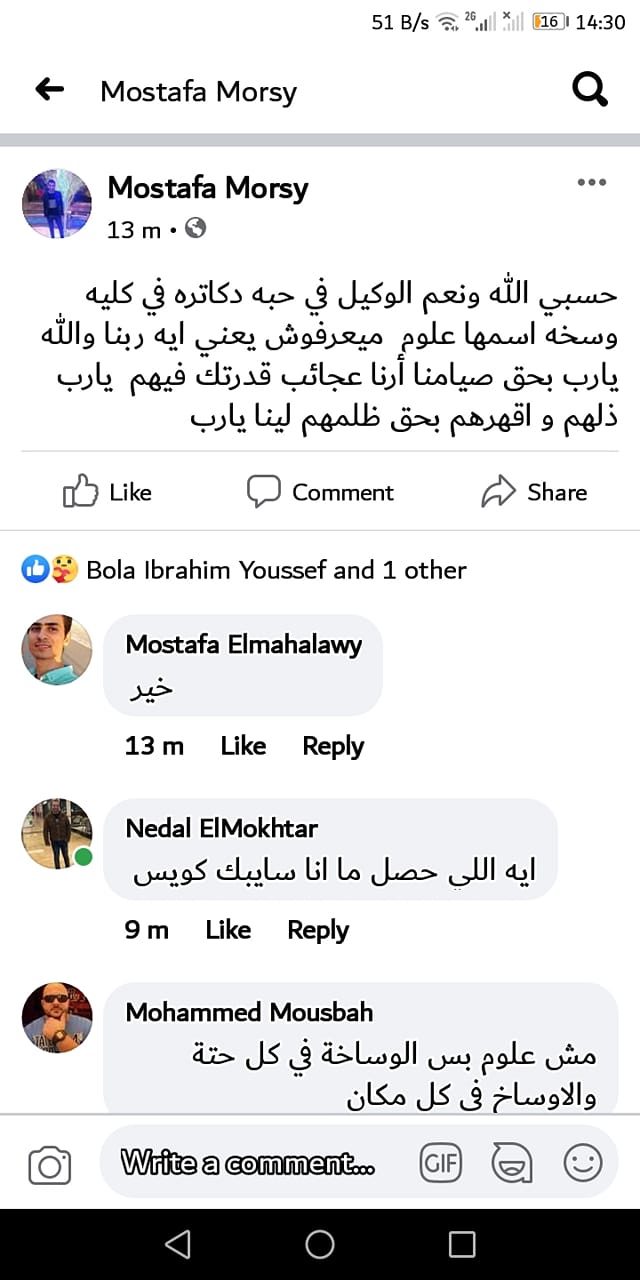 51 B/s 26 16 14:30
Mostafa Morsy
Mostafa Morsy
13 m •
حسبي الله ونعم الوكيل في حبه دكاتره في كليه
وسخه اسمها علوم ميعرفوش يعني ايه ربنا والله
يارب بحق صيامنا أرنا عجائب قدرتك فيهم يارب
ذلهم و اقهرهم بحق ظلمهم لينا يارب
Like Comment Share
Bola Ibrahim Youssef and 1 other
Mostafa Elmahalawy
خير
13 m Like Reply
Nedal ElMokhtar
ايه اللي حصل ما انا سايبك كويس
9 m Like Reply
Mohammed Mousbah
مش علوم بس الوساخة في كل حتة
والاوساخ في كل مكان
Write a comment... GIF